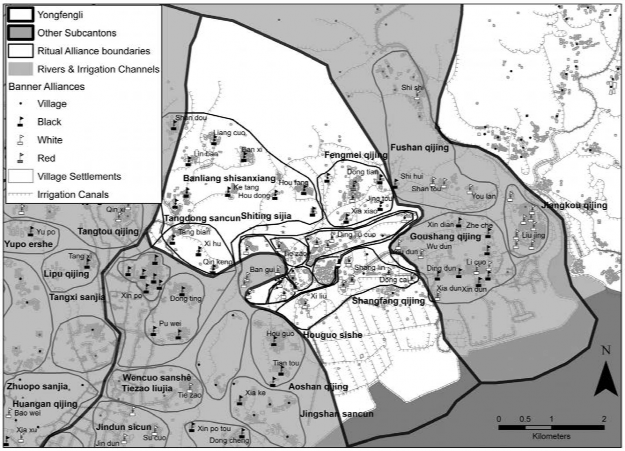 Yongfengli
Other Subcantons
Ritual Alliance boundaries
Rivers & Irrigation Channels
Banner Alliances
Village
Black
White
Red
Village Settlements
Irrigation Canals
Shan dou
Liang cuo
Ban xi
Banliang shisanxiang
Ke tang
Hou dong
Hou fang
Tangdong sancun
Shiting sijia
Fengmei qijing
Dong tian
Jing tou
Xia xiao
Shi shi
Fushan qijing
Shi hui
Shan tou
You lan
Jiangkou qijing
Liu jing
Xin dian
Zhe che
Goushang qijing
Wu dun
Ding dun
Li cuo
Xia dun
Xin dun
Qin xi
Tangtou qijing
Yu po
Yupo ershe
Tang xi
Lipu qijing
Tangxi sanjia
Xin po
Dong ting
Pu wei
Tang bian
Xi hu
Qin keng
Ding liu cuo
Tie zao
Ban gui
Shang lin
Dong cai
Xi liu
Shangfang qijing
Houguo sishe
Hou guo
Tian tou
Aoshan qijing
Wencuo sanshe
Tiezao liujia
Tie zao
Xia ke
Jingshan sancun
Zhuopo sanjia
Huangan qijing
Bao wei
Xia xu
Jindun sicun
Jin dun
Su cuo
Xin po tou
Dong cheng
N
0 0.5 1 2
Kilometers